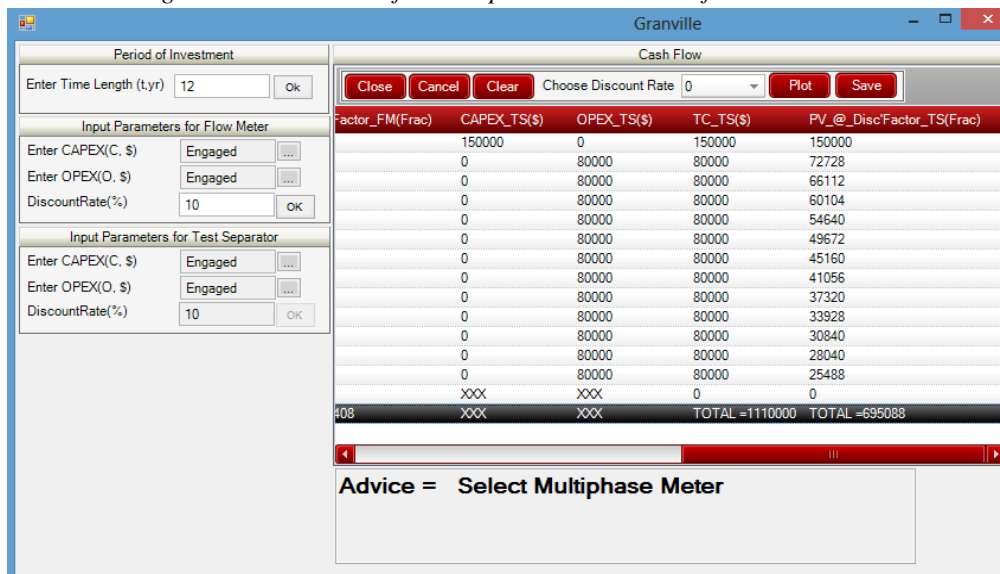 Granville
Period of Investment
Enter Time Length (t,yr) 12 Ok
Input Parameters for Flow Meter
Enter CAPEX(C, $) Engaged ...
Enter OPEX(O, $) Engaged ...
DiscountRate(%) 10 OK
Input Parameters for Test Separator
Enter CAPEX(C, $) Engaged ...
Enter OPEX(O, $) Engaged ...
DiscountRate(%) 10 OK
Cash Flow
Close Cancel Clear Choose Discount Rate 0 Plot Save
Factor_FM(Frac) CAPEX_TS($) OPEX_TS($) TC_TS($) PV_@_Disc'Factor_TS(Frac)
150000 0 150000 150000
0 80000 80000 72728
0 80000 80000 66112
0 80000 80000 60104
0 80000 80000 54640
0 80000 80000 49672
0 80000 80000 45160
0 80000 80000 41056
0 80000 80000 37320
0 80000 80000 33928
0 80000 80000 30840
0 80000 80000 28040
0 80000 80000 25488
XXX XXX 0 0
408 XXX XXX TOTAL =1110000 TOTAL =695088
Advice = Select Multiphase Meter